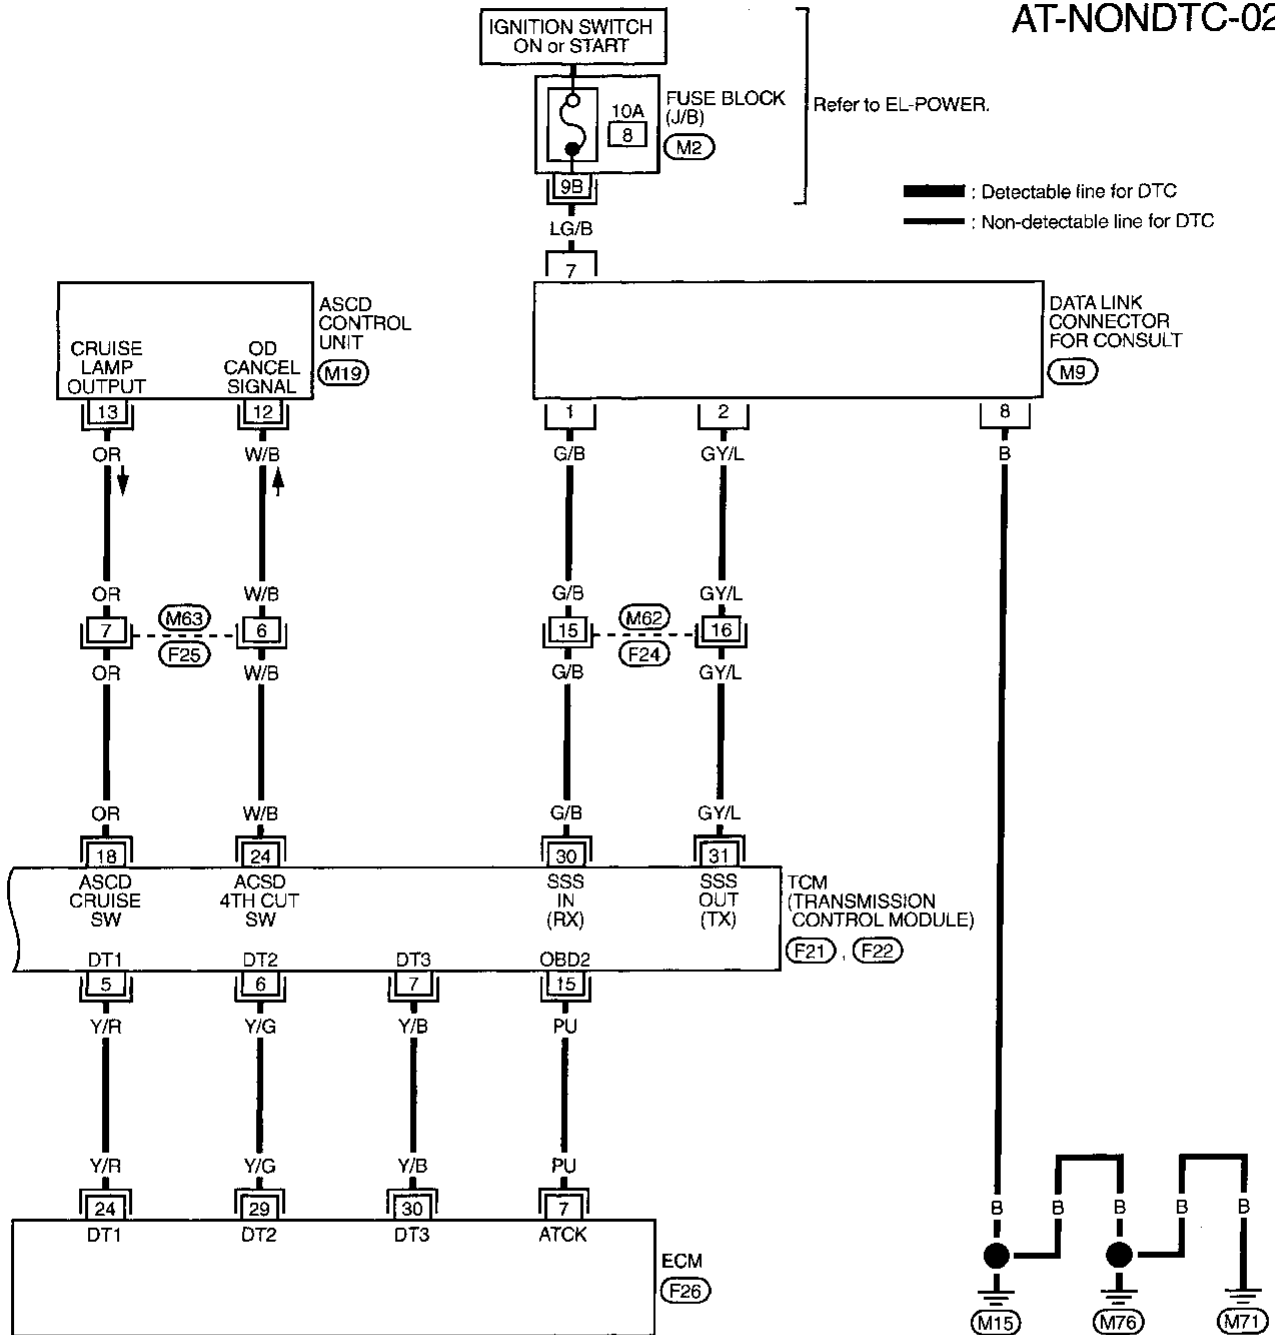 AT-NONDTC-02
IGNITION SWITCH
ON or START
FUSE BLOCK
(J/B)
M2
10A
8
Refer to EL-POWER.
9B
LG/B
7
: Detectable line for DTC
: Non-detectable line for DTC
ASCD
CONTROL
UNIT
M19
CRUISE
LAMP
OUTPUT
OD
CANCEL
SIGNAL
DATA LINK
CONNECTOR
FOR CONSULT
M9
13 12 1 2 8
OR W/B G/B GY/L B
OR W/B G/B GY/L
7 M63 6 15 M62 16
F25 F24
OR W/B G/B GY/L
OR W/B G/B GY/L
18 24 30 31
ASCD
CRUISE
SW
ACSD
4TH CUT
SW
SSS
IN
(RX)
SSS
OUT
(TX)
TCM
(TRANSMISSION
CONTROL MODULE)
F21 , F22
DT1 DT2 DT3 OBD2
5 6 7 15
Y/R Y/G Y/B PU
Y/R Y/G Y/B PU
24 29 30 7
DT1 DT2 DT3 ATCK
ECM
F26
B B B B B
M15 M76 M71